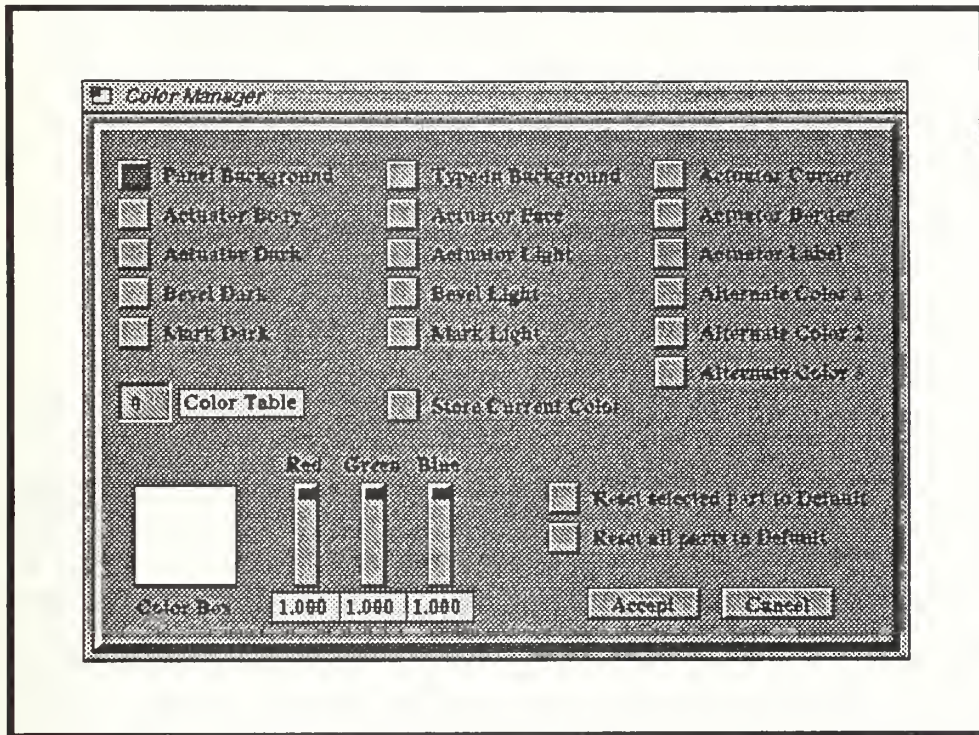 Color Manager
Panel Background Typein Background Actuator Cursor
Actuator Body Actuator Face Actuator Border
Actuator Dark Actuator Light Actuator Label
Bevel Dark Bevel Light Alternate Color 1
Mark Dark Mark Light Alternate Color 2
Alternate Color 3
0 Color Table Store Current Color
Red Green Blue
Reset selected part to Default
Reset all parts to Default
Color Box 1.000 1.000 1.000 Accept Cancel